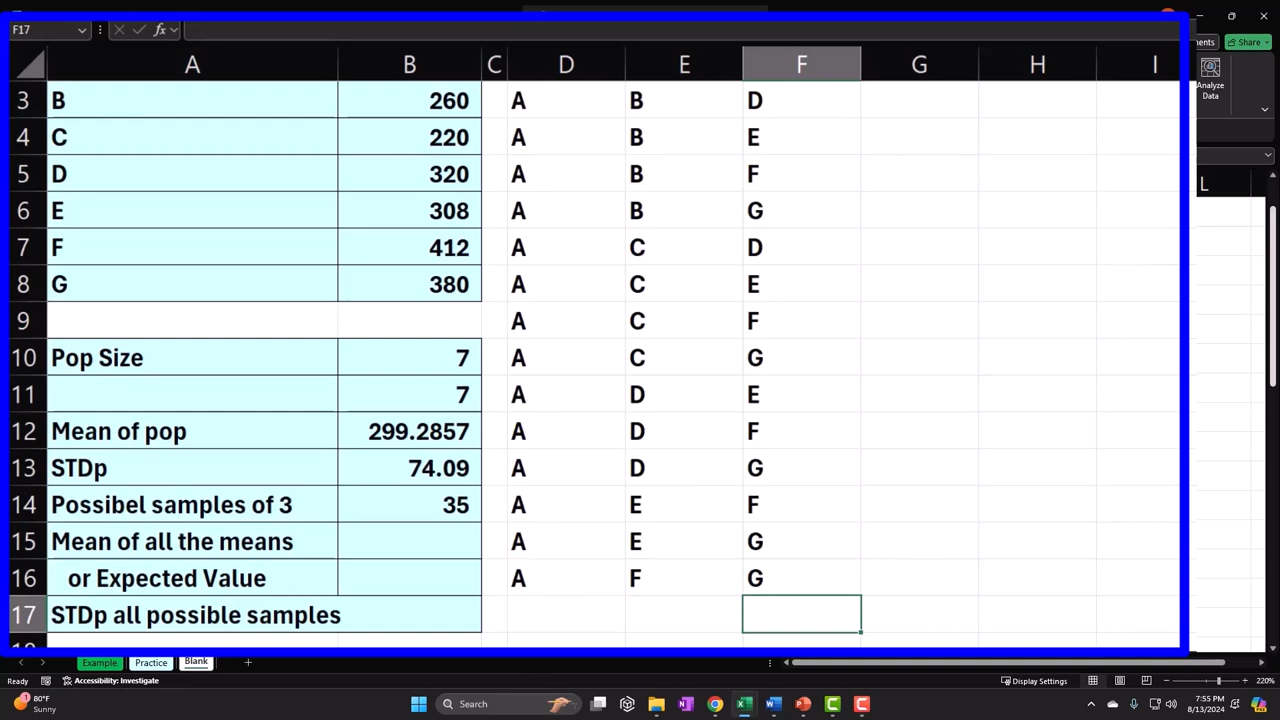 F17 fx
ments Share
Analyze
Data
A B C D E F G H I L
3 B 260 A B D
4 C 220 A B E
5 D 320 A B F
6 E 308 A B G
7 F 412 A C D
8 G 380 A C E
9 A C F
10 Pop Size 7 A C G
11 7 A D E
12 Mean of pop 299.2857 A D F
13 STDp 74.09 A D G
14 Possibel samples of 3 35 A E F
15 Mean of all the means A E G
16 or Expected Value A F G
17 STDp all possible samples
Example Practice Blank
Ready Accessibility: Investigate Display Settings 220%
80°F
Sunny
Search
7:55 PM
8/13/2024